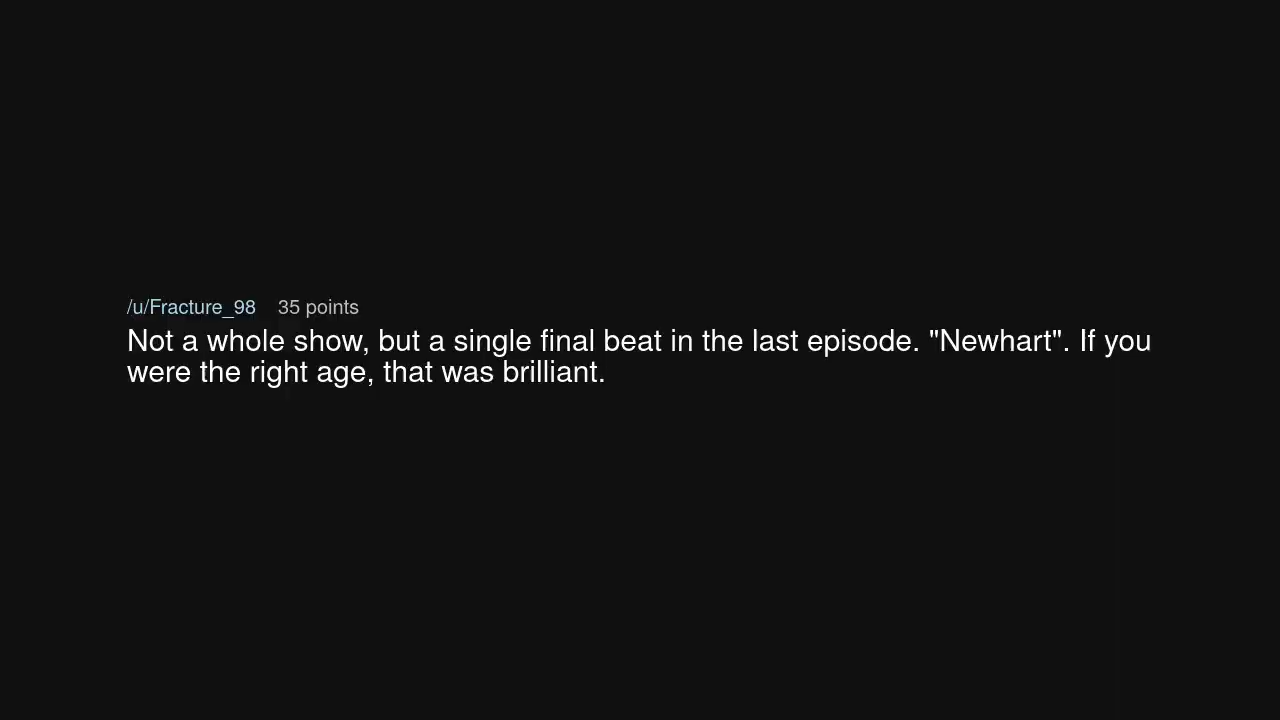 /u/Fracture_98 35 points
Not a whole show, but a single final beat in the last episode. "Newhart". If you
were the right age, that was brilliant.